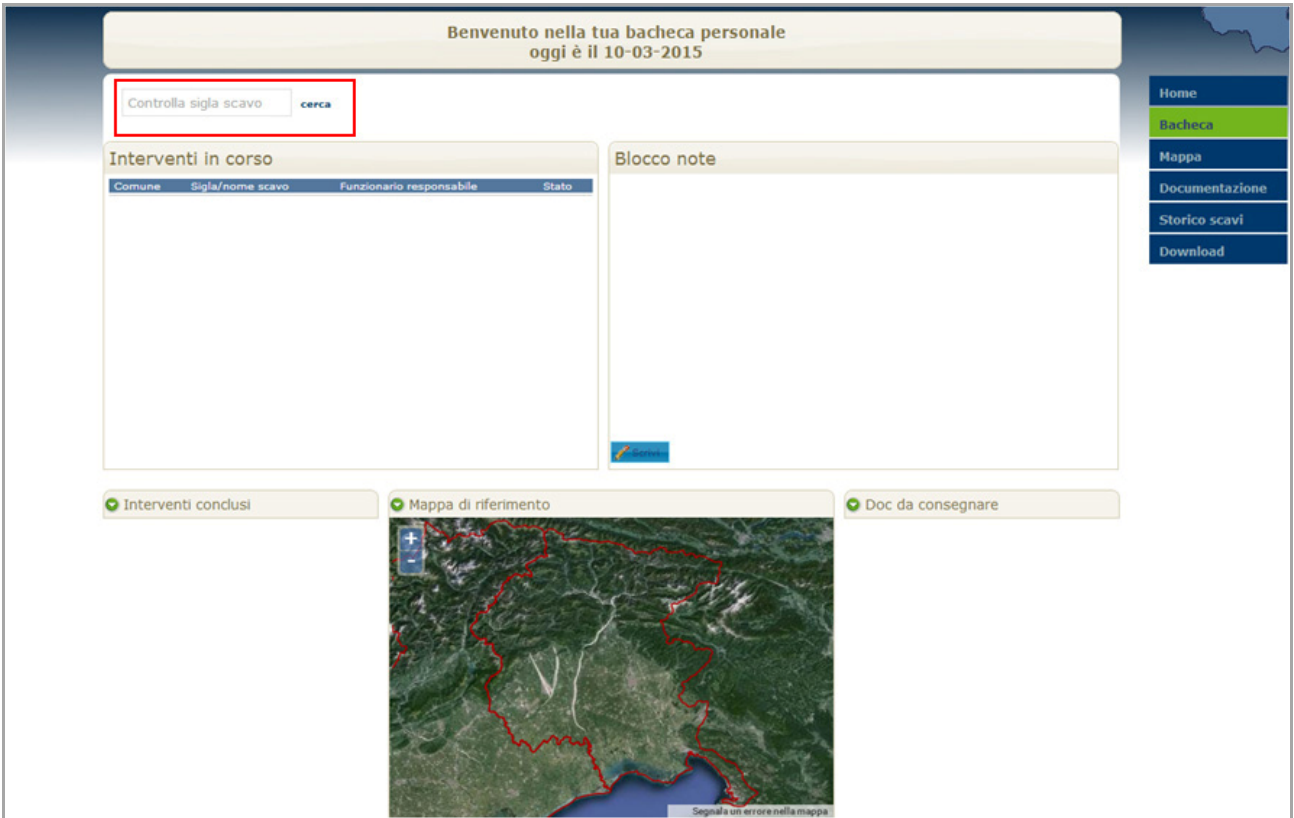 Benvenuto nella tua bacheca personale
oggi è il 10-03-2015
Controlla sigla scavo cerca
Home
Bacheca
Mappa
Documentazione
Storico scavi
Download
Interventi in corso
Comune Sigla/nome scavo Funzionario responsabile Stato
Blocco note
Scrivi
Interventi conclusi
Mappa di riferimento
+
-
Segnala un errore nella mappa
Doc da consegnare